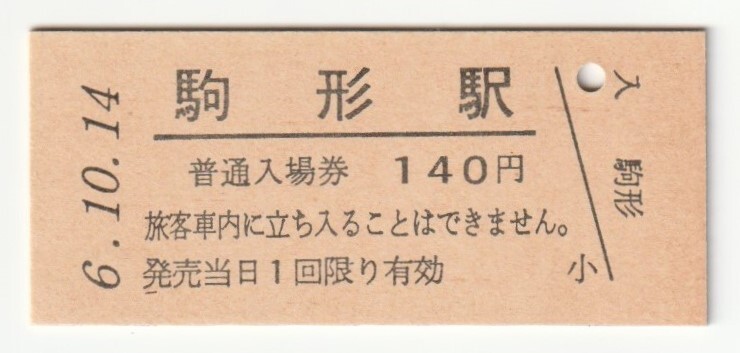 駒形駅
普通入場券 140円
旅客車内に立ち入ることはできません。
発売当日1回限り有効
6.10.14
入 駒形
小